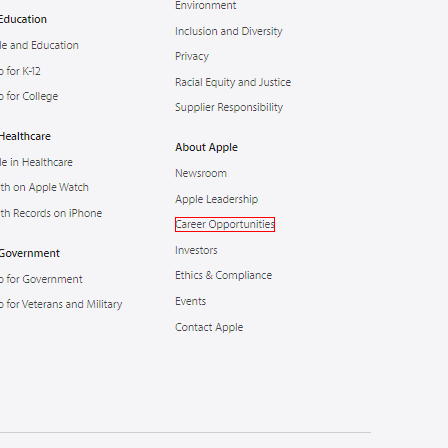 Education
and Education
for K-12
for College
Healthcare
in Healthcare
on Apple Watch
Records on iPhone
Government
for Government
for Veterans and Military
Environment
Inclusion and Diversity
Privacy
Racial Equity and Justice
Supplier Responsibility
About Apple
Newsroom
Apple Leadership
Career Opportunities
Investors
Ethics & Compliance
Events
Contact Apple